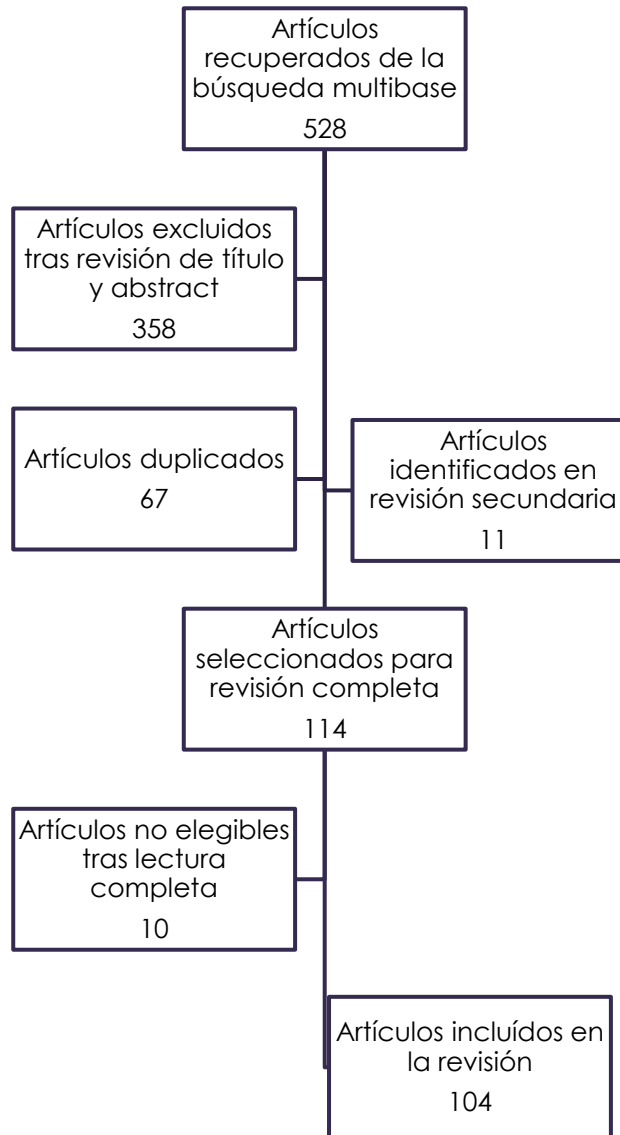 Artículos
recuperados de la
búsqueda multibase
528
Artículos excluidos
tras revisión de título
y abstract
358
Artículos duplicados
67
Artículos
identificados en
revisión secundaria
11
Artículos
seleccionados para
revisión completa
114
Artículos no elegibles
tras lectura
completa
10
Artículos incluídos en
la revisión
104